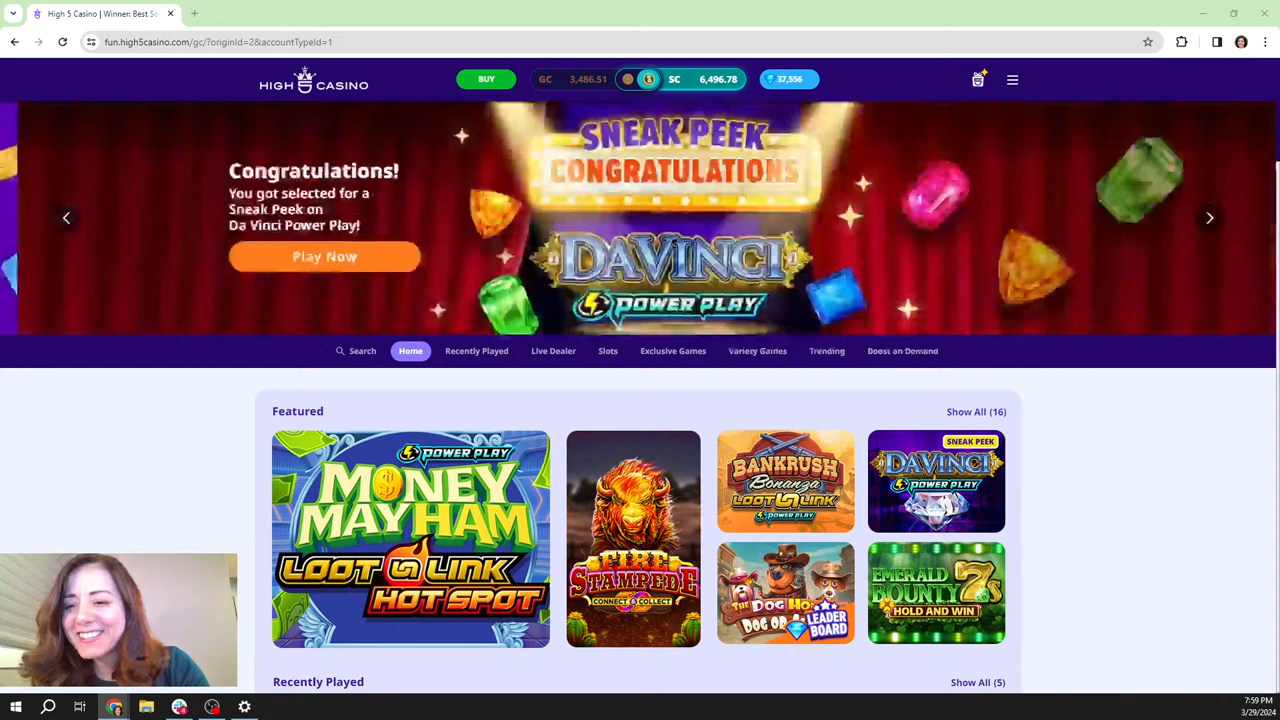 High 5 Casino | Winner: Best So
fun.high5casino.com/gc/?originId=2&accountTypeId=1
HIGH 5 CASINO
BUY
GC 3,486.51
SC 6,496.78
37,556
SNEAK PEEK
CONGRATULATIONS
Congratulations!
You got selected for a
Sneak Peek on
Da Vinci Power Play!
Play Now
DAVINCI
POWER PLAY
Search Home Recently Played Live Dealer Slots Exclusive Games Variety Games Trending Boost on Demand
Featured
Show All (16)
POWER PLAY
MONEY
MAYHAM
LOOT LINK
HOT SPOT
FIRE
STAMPEDE
CONNECT & COLLECT
BANKRUSH
Bonanza
LOOT LINK
POWER PLAY
SNEAK PEEK
DAVINCI
POWER PLAY
THE DOG HO
DOG OR
LEADER
BOARD
EMERALD
BOUNTY 7s
HOLD AND WIN
Recently Played
Show All (5)
7:59 PM
3/29/2024